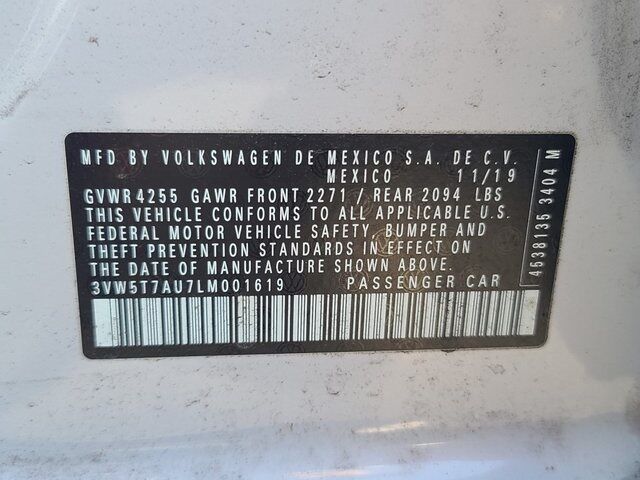 MFD BY VOLKSWAGEN DE MEXICO S.A. DE C.V.
MEXICO 11/19
GVWR 4255 GAWR FRONT 2271 / REAR 2094 LBS
THIS VEHICLE CONFORMS TO ALL APPLICABLE U.S.
FEDERAL MOTOR VEHICLE SAFETY, BUMPER AND
THEFT PREVENTION STANDARDS IN EFFECT ON
THE DATE OF MANUFACTURE SHOWN ABOVE.
3VW5T7AU7LM001619 PASSENGER CAR
4638135 3404 M